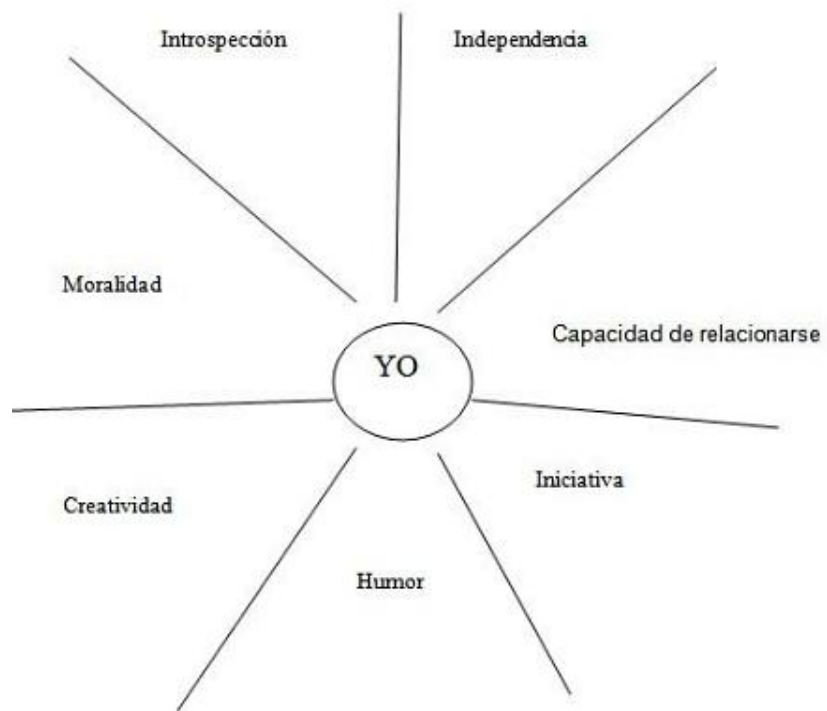 Introspección
Independencia
Moralidad
Capacidad de relacionarse
YO
Iniciativa
Creatividad
Humor